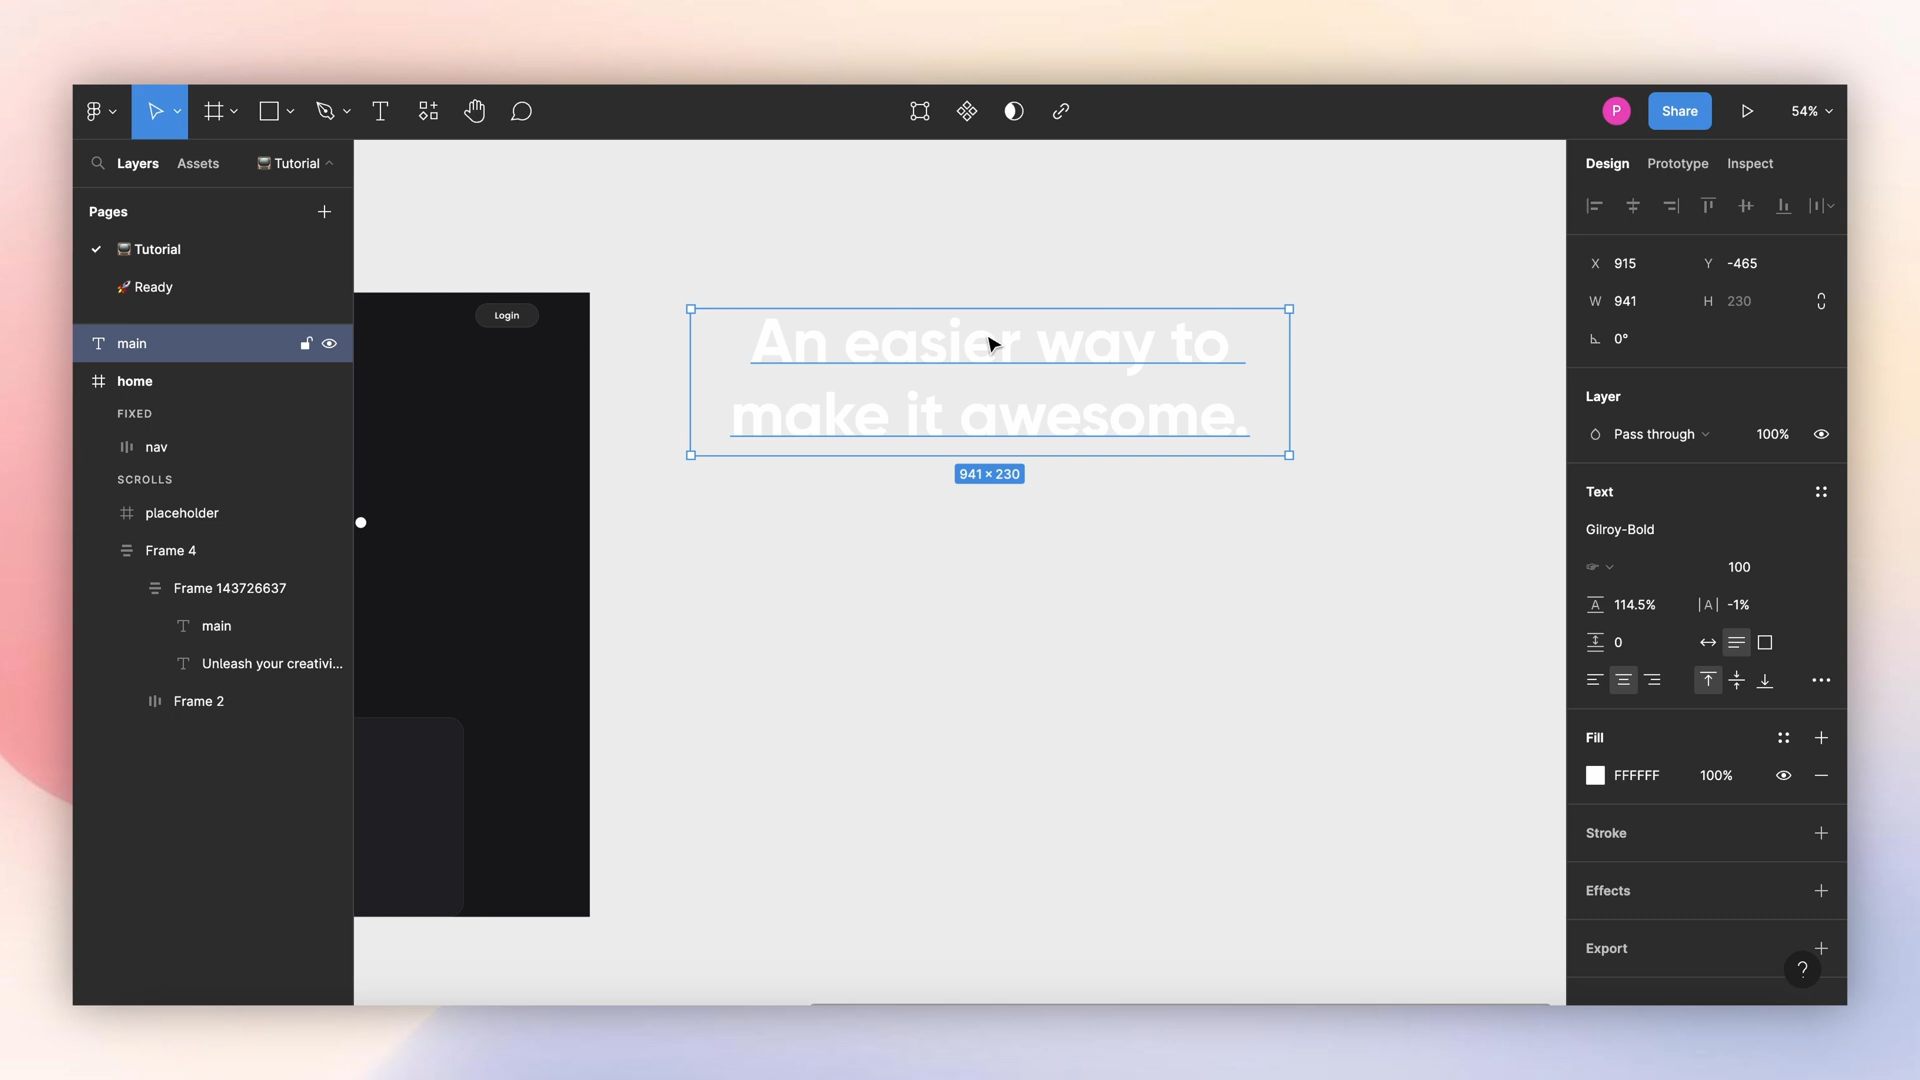 P
Share
54%
Layers
Assets
Tutorial
Pages
Tutorial
Ready
main
home
FIXED
nav
SCROLLS
placeholder
Frame 4
Frame 143726637
main
Unleash your creativi...
Frame 2
Login
An easier way to
make it awesome.
941 × 230
Design
Prototype
Inspect
X 915
Y -465
W 941
H 230
0°
Layer
Pass through
100%
Text
Gilroy-Bold
100
114.5%
|A| -1%
0
Fill
FFFFFF
100%
Stroke
Effects
Export
?